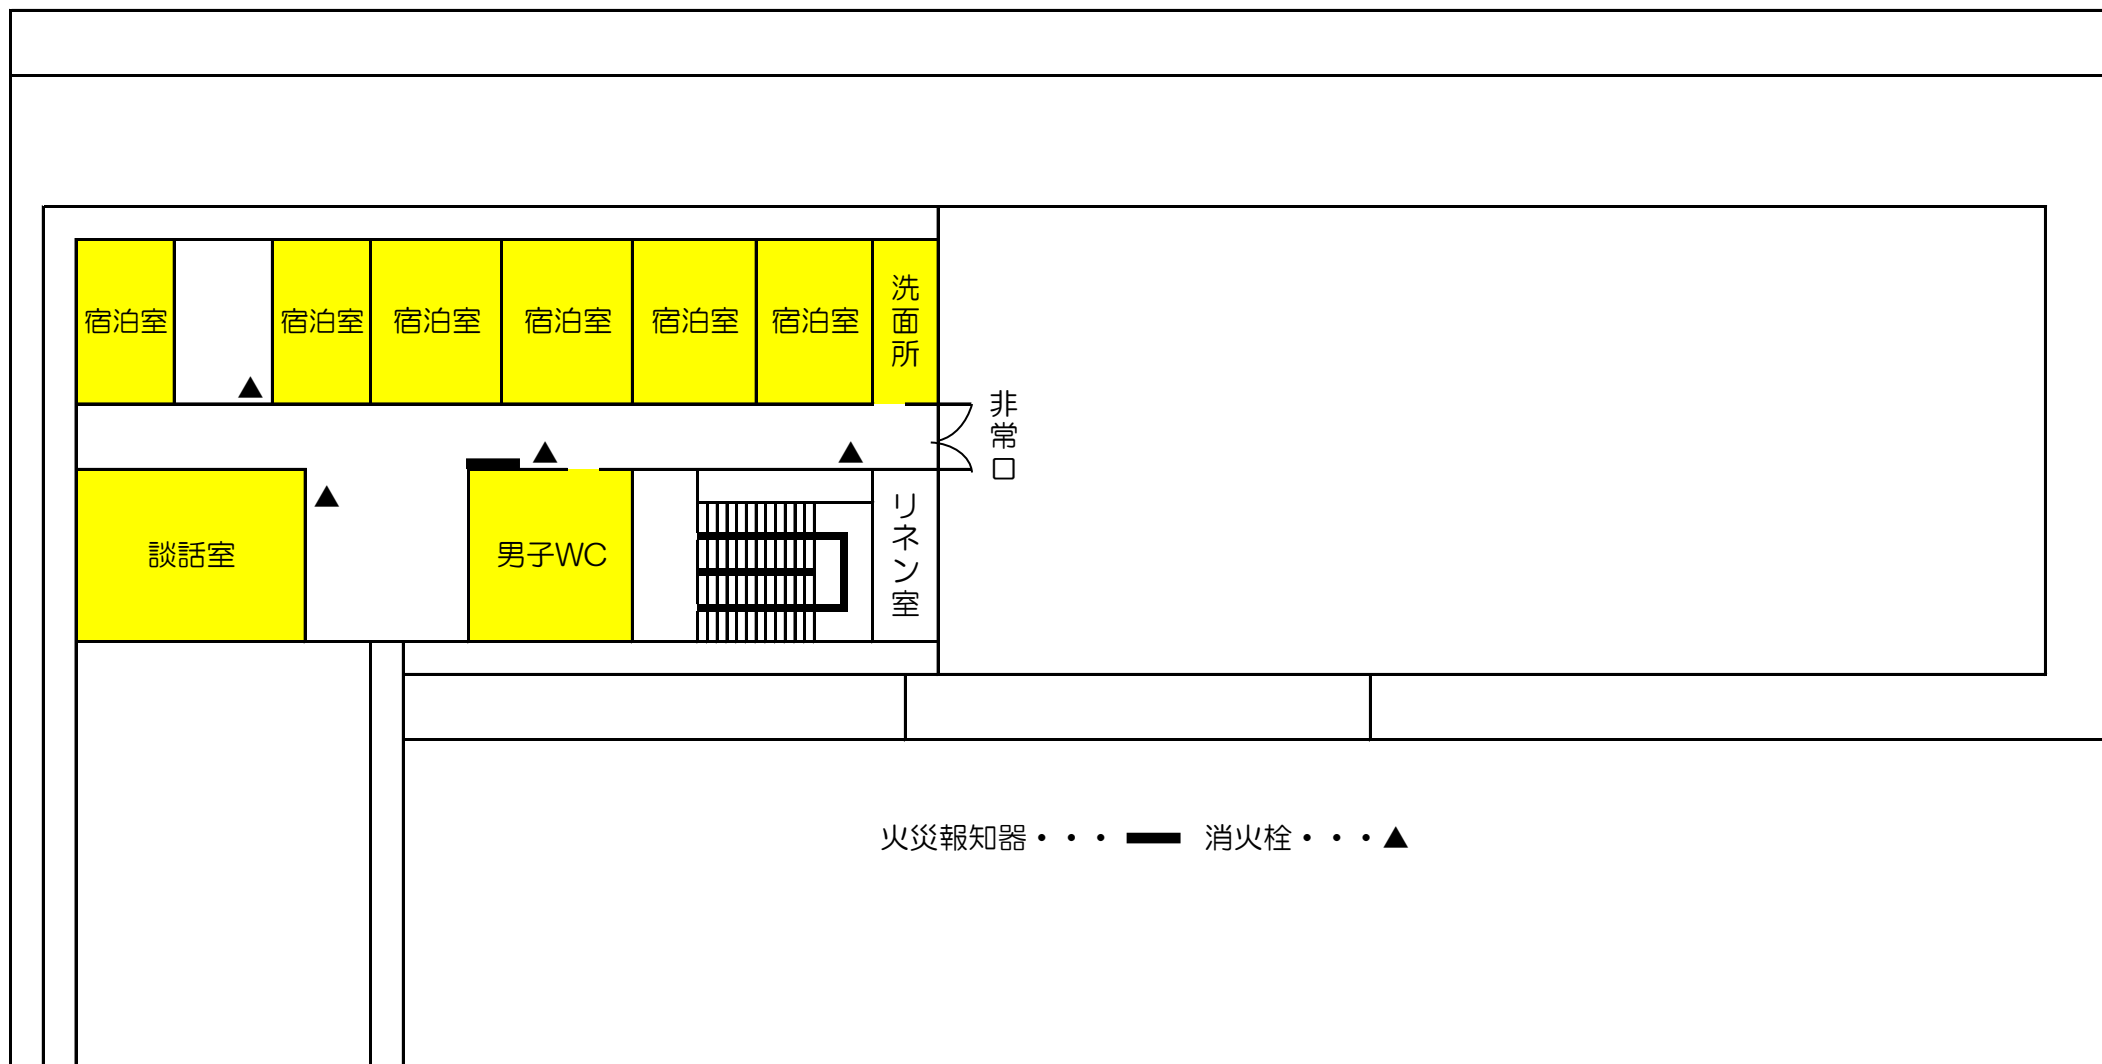 宿泊室
宿泊室
宿泊室
宿泊室
宿泊室
宿泊室
洗面所
非常口
談話室
男子WC
リネン室
火災報知器・・・ 消火栓・・・▲